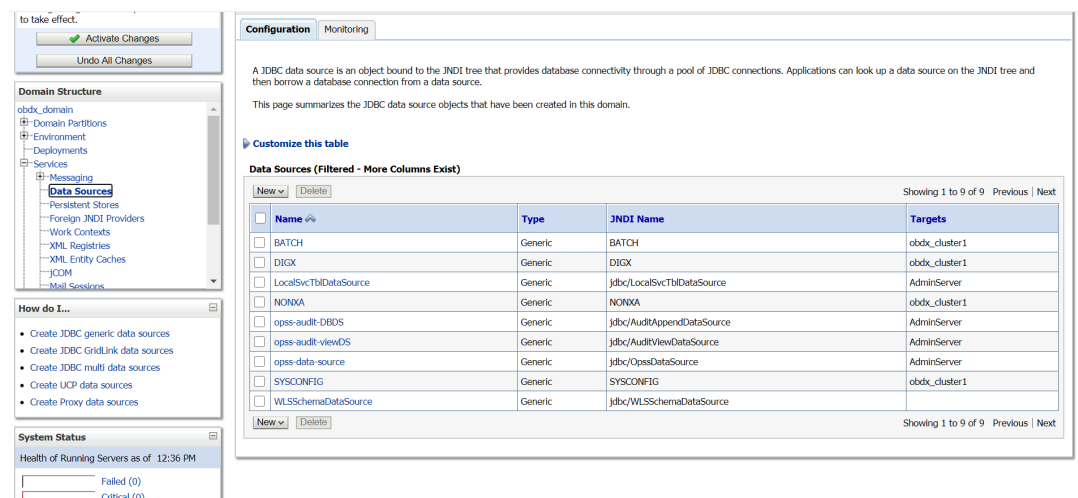 to take effect.
Activate Changes
Undo All Changes
Domain Structure
obdx_domain
Domain Partitions
Environment
Deployments
Services
Messaging
Data Sources
Persistent Stores
Foreign JNDI Providers
Work Contexts
XML Registries
XML Entity Caches
jCOM
Mail Sessions
How do I...
Create JDBC generic data sources
Create JDBC GridLink data sources
Create JDBC multi data sources
Create UCP data sources
Create Proxy data sources
System Status
Health of Running Servers as of 12:36 PM
Failed (0)
Critical (0)
Configuration Monitoring
A JDBC data source is an object bound to the JNDI tree that provides database connectivity through a pool of JDBC connections. Applications can look up a data source on the JNDI tree and
then borrow a database connection from a data source.
This page summarizes the JDBC data source objects that have been created in this domain.
Customize this table
Data Sources (Filtered - More Columns Exist)
New Delete Showing 1 to 9 of 9 Previous | Next
Name Type JNDI Name Targets
BATCH Generic BATCH obdx_cluster1
DIGX Generic DIGX obdx_cluster1
LocalSvcTblDataSource Generic jdbc/LocalSvcTblDataSource AdminServer
NONXA Generic NONXA obdx_cluster1
opss-audit-DBDS Generic jdbc/AuditAppendDataSource AdminServer
opss-audit-viewDS Generic jdbc/AuditViewDataSource AdminServer
opss-data-source Generic jdbc/OpssDataSource AdminServer
SYSCONFIG Generic SYSCONFIG obdx_cluster1
WLSSchemaDataSource Generic jdbc/WLSSchemaDataSource
New Delete Showing 1 to 9 of 9 Previous | Next